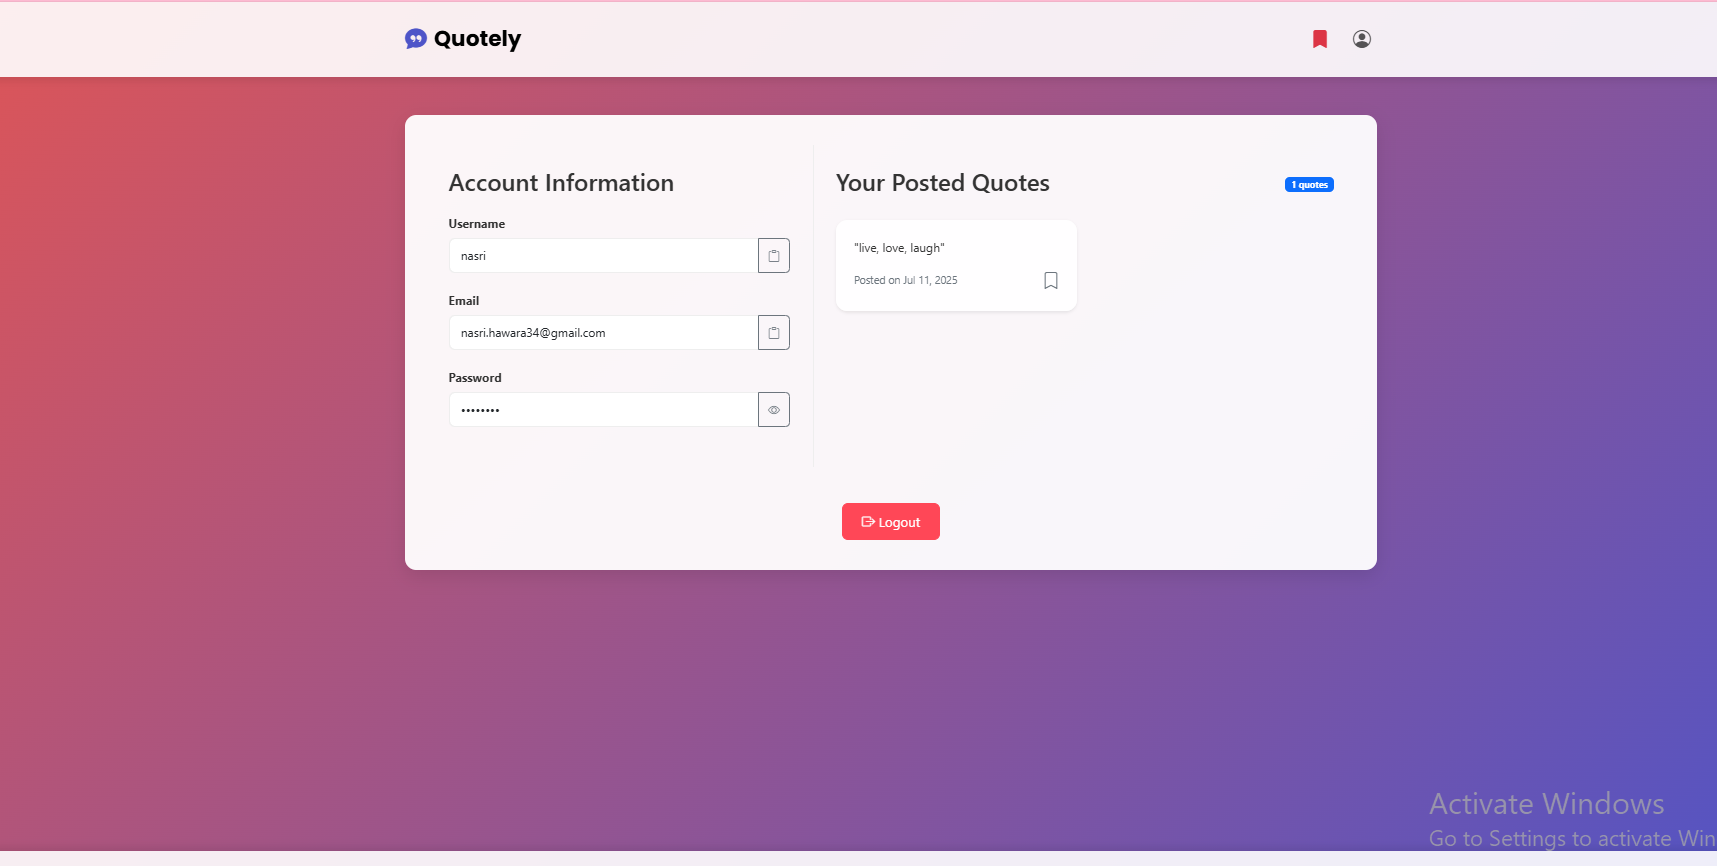 Quotely
Account Information
Username
nasri
Email
nasri.hawara34@gmail.com
Password
••••••••
Your Posted Quotes
1 quotes
"live, love, laugh"
Posted on Jul 11, 2025
Logout
Activate Windows
Go to Settings to activate Win